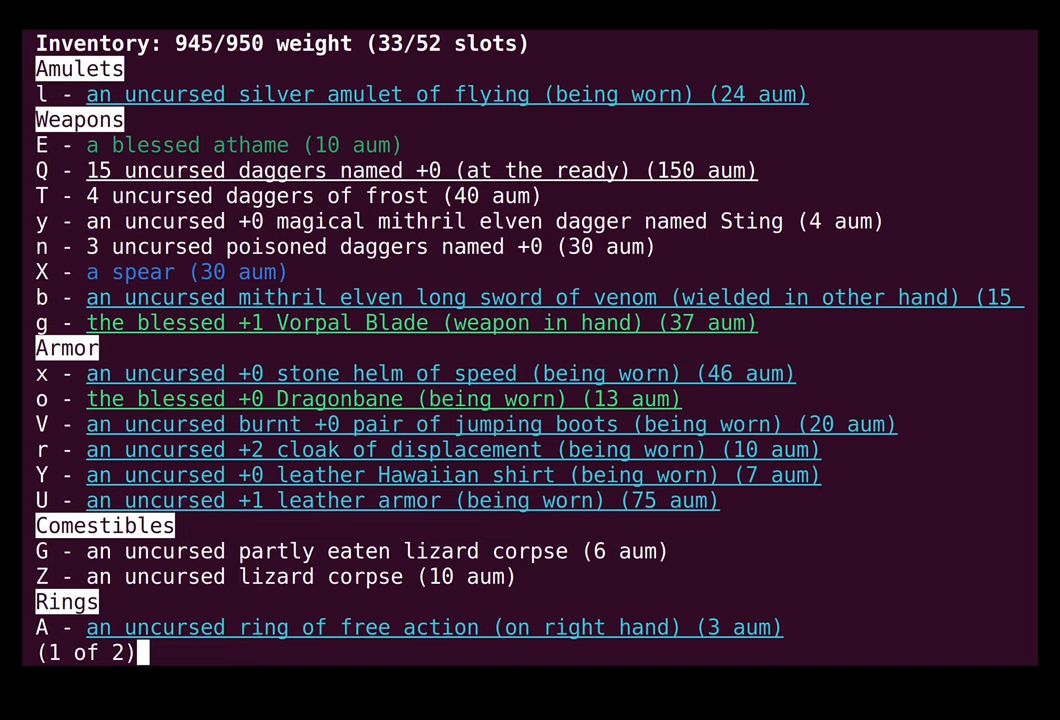 Inventory: 945/950 weight (33/52 slots)
Amulets
l - an uncursed silver amulet of flying (being worn) (24 aum)
Weapons
E - a blessed athame (10 aum)
Q - 15 uncursed daggers named +0 (at the ready) (150 aum)
T - 4 uncursed daggers of frost (40 aum)
y - an uncursed +0 magical mithril elven dagger named Sting (4 aum)
n - 3 uncursed poisoned daggers named +0 (30 aum)
X - a spear (30 aum)
b - an uncursed mithril elven long sword of venom (wielded in other hand) (15
g - the blessed +1 Vorpal Blade (weapon in hand) (37 aum)
Armor
x - an uncursed +0 stone helm of speed (being worn) (46 aum)
o - the blessed +0 Dragonbane (being worn) (13 aum)
V - an uncursed burnt +0 pair of jumping boots (being worn) (20 aum)
r - an uncursed +2 cloak of displacement (being worn) (10 aum)
Y - an uncursed +0 leather Hawaiian shirt (being worn) (7 aum)
U - an uncursed +1 leather armor (being worn) (75 aum)
Comestibles
G - an uncursed partly eaten lizard corpse (6 aum)
Z - an uncursed lizard corpse (10 aum)
Rings
A - an uncursed ring of free action (on right hand) (3 aum)
(1 of 2)